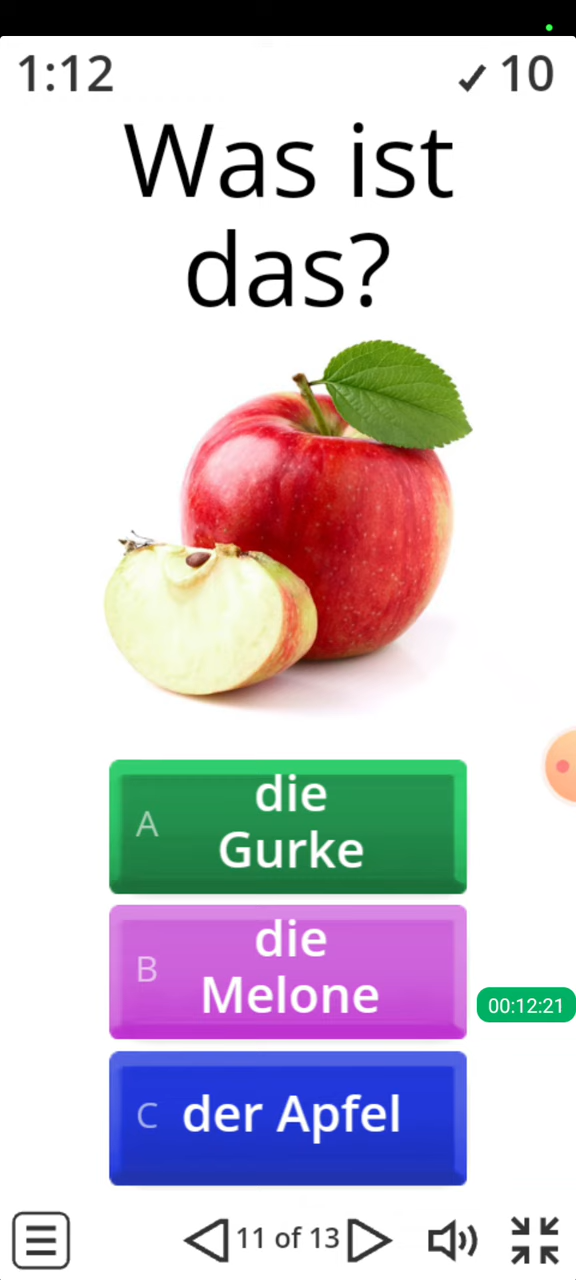 1:12
✓ 10
Was ist
das?
A
die
Gurke
B
die
Melone
00:12:21
C
der Apfel
11 of 13